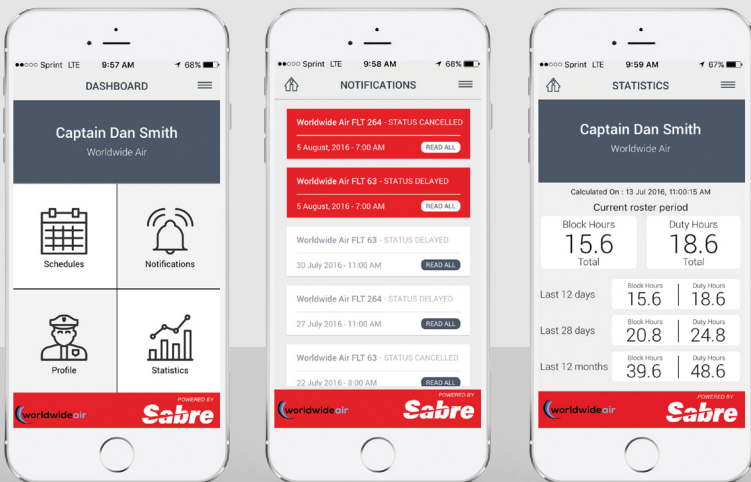 ●●○○○ Sprint LTE 9:57 AM 68%
DASHBOARD
Captain Dan Smith
Worldwide Air
Schedules Notifications
Profile Statistics
worldwideair
POWERED BY
Sabre
●●○○○ Sprint LTE 9:58 AM 68%
NOTIFICATIONS
Worldwide Air FLT 264 - STATUS CANCELLED
5 August, 2016 - 7:00 AM READ ALL
Worldwide Air FLT 63 - STATUS DELAYED
5 August, 2016 - 7:00 AM READ ALL
Worldwide Air FLT 63 - STATUS DELAYED
30 July 2016 - 11:00 AM READ ALL
Worldwide Air FLT 264 - STATUS DELAYED
27 July 2016 - 11:00 AM READ ALL
Worldwide Air FLT 63 - STATUS CANCELLED
22 July 2016 - 8:00 AM READ ALL
worldwideair
POWERED BY
Sabre
●●○○○ Sprint LTE 9:59 AM 67%
STATISTICS
Captain Dan Smith
Worldwide Air
Calculated On : 13 Jul 2016, 11:00:15 AM
Current roster period
Block Hours Duty Hours
15.6 18.6
Total Total
Block Hours Duty Hours
Last 12 days 15.6 18.6
Block Hours Duty Hours
Last 28 days 20.8 24.8
Block Hours Duty Hours
Last 12 months 39.6 48.6
worldwideair
POWERED BY
Sabre